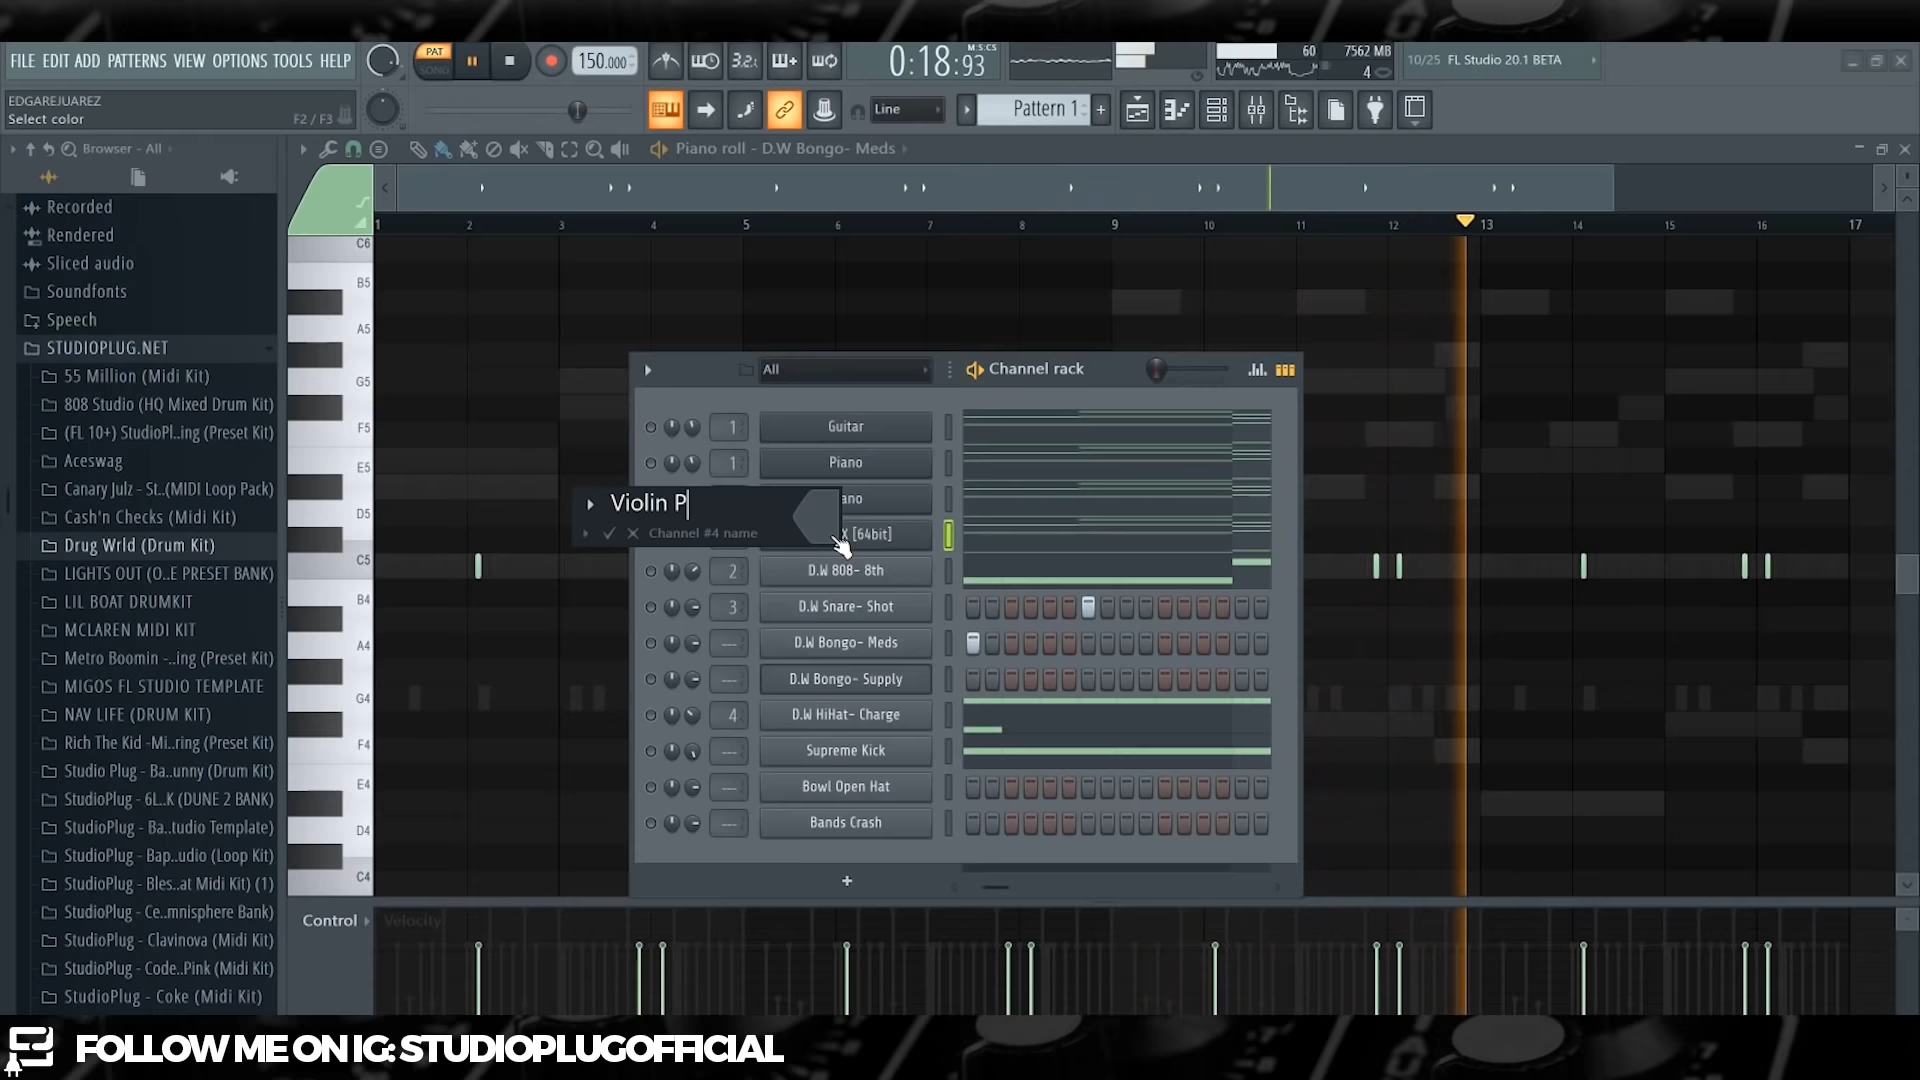 FILE EDIT ADD PATTERNS VIEW OPTIONS TOOLS HELP
PAT
SONG
150.000
3.2.
0:18:93
M:S:CS
60
7562 MB
4
10/25 FL Studio 20.1 BETA
EDGAREJUAREZ
Select color
F2 / F3
Line
Pattern 1
+
Browser - All
Piano roll - D.W Bongo- Meds
Recorded
Rendered
Sliced audio
Soundfonts
Speech
STUDIOPLUG.NET
55 Million (Midi Kit)
808 Studio (HQ Mixed Drum Kit)
(FL 10+) StudioPl..ing (Preset Kit)
Aceswag
Canary Julz - St..(MIDI Loop Pack)
Cash'n Checks (Midi Kit)
Drug Wrld (Drum Kit)
LIGHTS OUT (O..E PRESET BANK)
LIL BOAT DRUMKIT
MCLAREN MIDI KIT
Metro Boomin -..ing (Preset Kit)
MIGOS FL STUDIO TEMPLATE
NAV LIFE (DRUM KIT)
Rich The Kid -Mi..ring (Preset Kit)
Studio Plug - Ba..unny (Drum Kit)
StudioPlug - 6L..K (DUNE 2 BANK)
StudioPlug - Ba..tudio Template)
StudioPlug - Bap..udio (Loop Kit)
StudioPlug - Bles..at Midi Kit) (1)
StudioPlug - Ce..mnisphere Bank)
StudioPlug - Clavinova (Midi Kit)
StudioPlug - Code..Pink (Midi Kit)
StudioPlug - Coke (Midi Kit)
1 2 3 4 5 6 7 8 9 10 11 12 13 14 15 16 17
C6
B5
A5
G5
F5
E5
D5
C5
B4
A4
G4
F4
E4
D4
C4
All
Channel rack
1 Guitar
1 Piano
ano
Violin P
Channel #4 name
X [64bit]
2 D.W 808- 8th
3 D.W Snare- Shot
--- D.W Bongo- Meds
--- D.W Bongo- Supply
4 D.W HiHat- Charge
--- Supreme Kick
--- Bowl Open Hat
--- Bands Crash
+
Control
Velocity
FOLLOW ME ON IG: STUDIOPLUGOFFICIAL